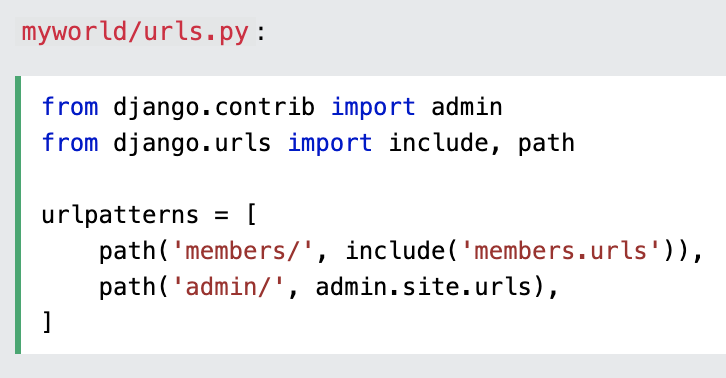 myworld/urls.py:
from django.contrib import admin
from django.urls import include, path
urlpatterns = [
    path('members/', include('members.urls')),
    path('admin/', admin.site.urls),
]